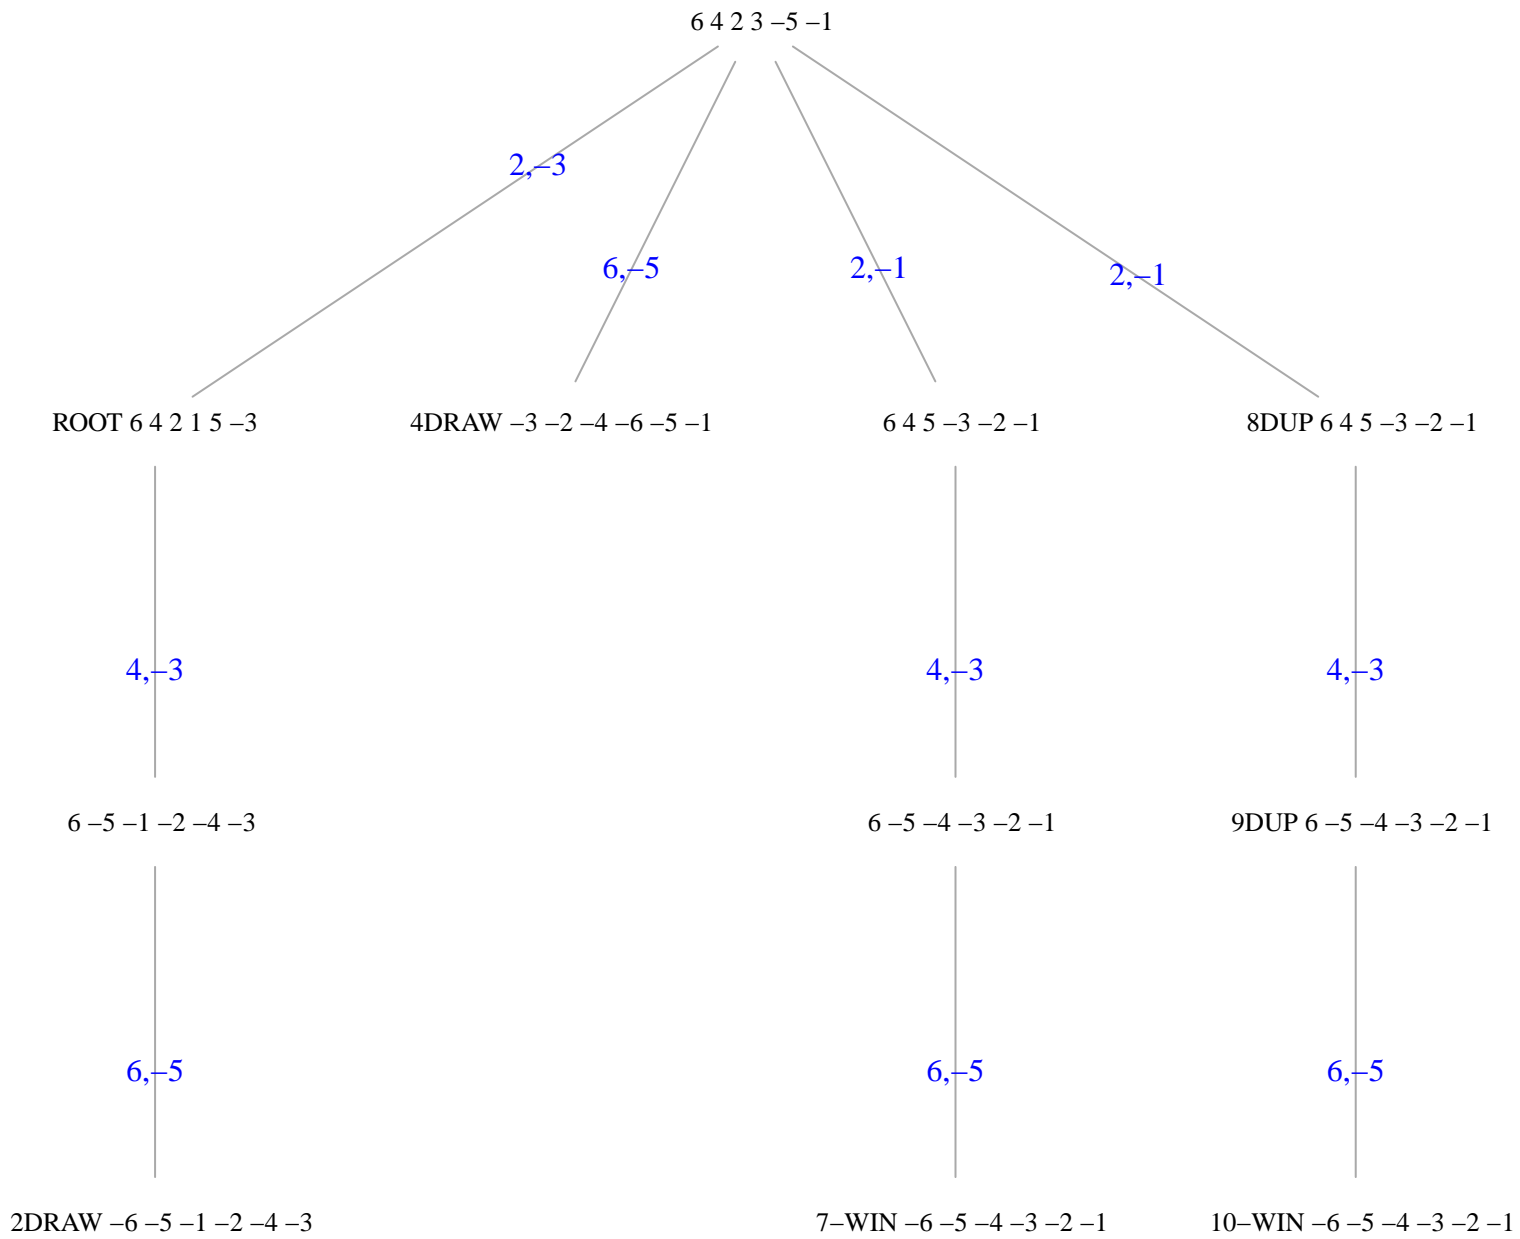 6 4 2 3 –5 –1
2,–3
6,–5
2,–1
2,–1
ROOT 6 4 2 1 5 –3
4DRAW –3 –2 –4 –6 –5 –1
6 4 5 –3 –2 –1
8DUP 6 4 5 –3 –2 –1
4,–3
4,–3
4,–3
6 –5 –1 –2 –4 –3
6 –5 –4 –3 –2 –1
9DUP 6 –5 –4 –3 –2 –1
6,–5
6,–5
6,–5
2DRAW –6 –5 –1 –2 –4 –3
7–WIN –6 –5 –4 –3 –2 –1
10–WIN –6 –5 –4 –3 –2 –1